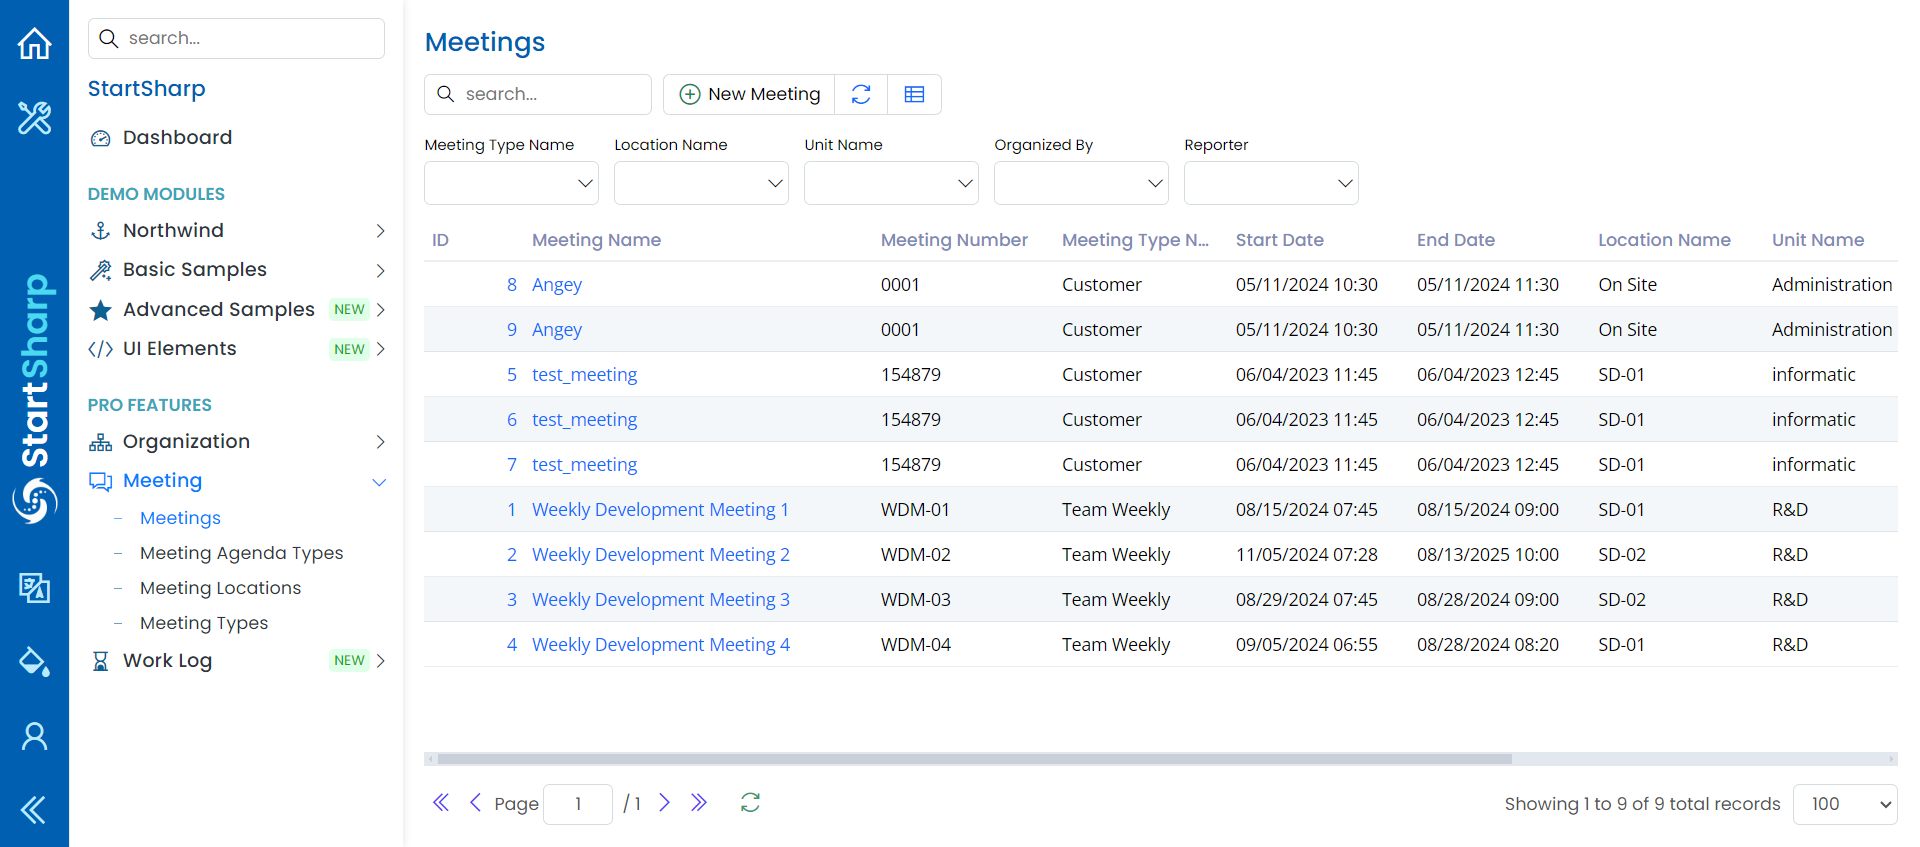 StartSharp
search...
StartSharp
Dashboard
DEMO MODULES
Northwind
Basic Samples
Advanced Samples NEW
UI Elements NEW
PRO FEATURES
Organization
Meeting
Meetings
Meeting Agenda Types
Meeting Locations
Meeting Types
Work Log NEW
Meetings
search... New Meeting
Meeting Type Name Location Name Unit Name Organized By Reporter
ID Meeting Name Meeting Number Meeting Type N... Start Date End Date Location Name Unit Name
8 Angey 0001 Customer 05/11/2024 10:30 05/11/2024 11:30 On Site Administration
9 Angey 0001 Customer 05/11/2024 10:30 05/11/2024 11:30 On Site Administration
5 test_meeting 154879 Customer 06/04/2023 11:45 06/04/2023 12:45 SD-01 informatic
6 test_meeting 154879 Customer 06/04/2023 11:45 06/04/2023 12:45 SD-01 informatic
7 test_meeting 154879 Customer 06/04/2023 11:45 06/04/2023 12:45 SD-01 informatic
1 Weekly Development Meeting 1 WDM-01 Team Weekly 08/15/2024 07:45 08/15/2024 09:00 SD-01 R&D
2 Weekly Development Meeting 2 WDM-02 Team Weekly 11/05/2024 07:28 08/13/2025 10:00 SD-02 R&D
3 Weekly Development Meeting 3 WDM-03 Team Weekly 08/29/2024 07:45 08/28/2024 09:00 SD-02 R&D
4 Weekly Development Meeting 4 WDM-04 Team Weekly 09/05/2024 06:55 08/28/2024 08:20 SD-01 R&D
Page 1 / 1 Showing 1 to 9 of 9 total records 100